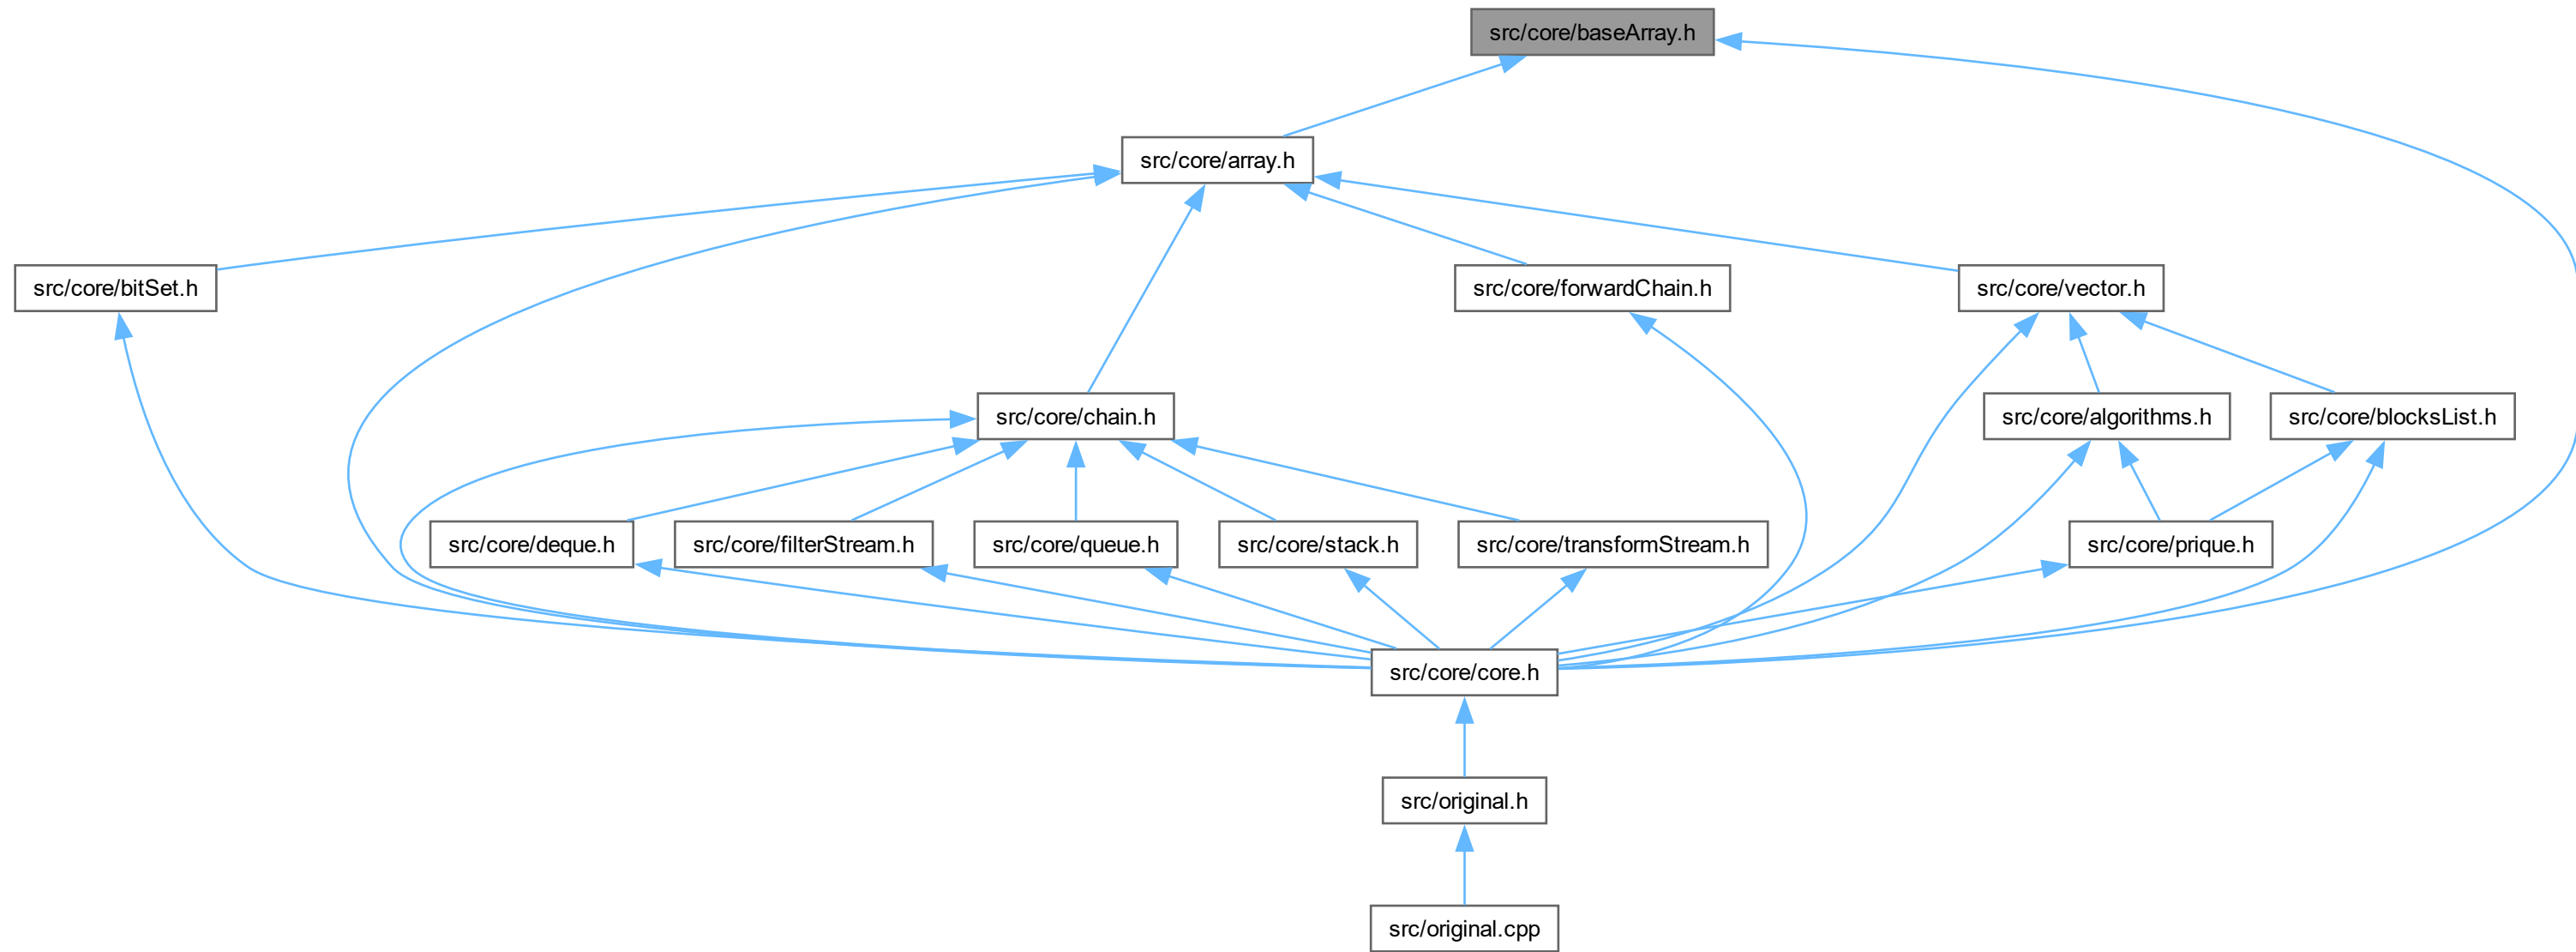 src/core/baseArray.h
src/core/array.h
src/core/bitSet.h
src/core/forwardChain.h
src/core/vector.h
src/core/chain.h
src/core/algorithms.h
src/core/blocksList.h
src/core/deque.h
src/core/filterStream.h
src/core/queue.h
src/core/stack.h
src/core/transformStream.h
src/core/prique.h
src/core/core.h
src/original.h
src/original.cpp